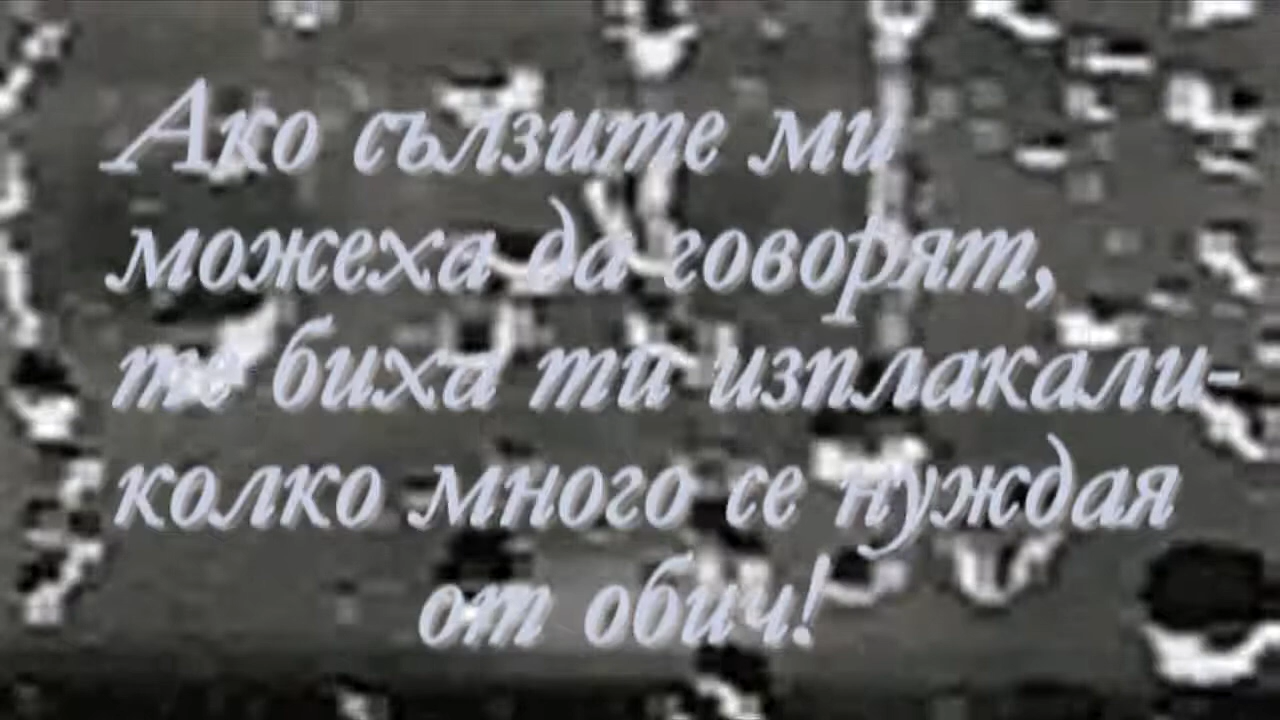 Ако сълзите ми
можеха да говорят,
те биха ти изплакали-
колко много се нуждая
от обич!